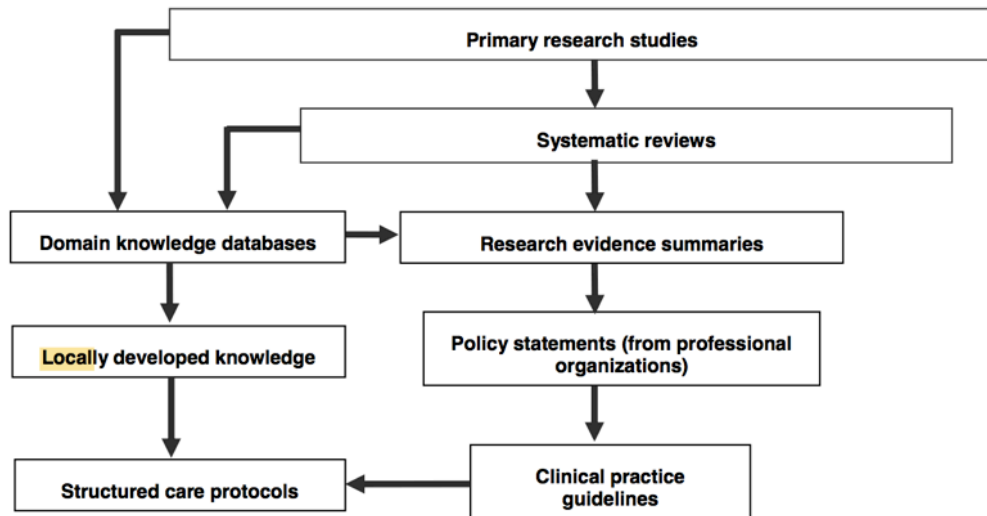 Primary research studies
Systematic reviews
Domain knowledge databases
Research evidence summaries
Locally developed knowledge
Policy statements (from professional
organizations)
Structured care protocols
Clinical practice
guidelines